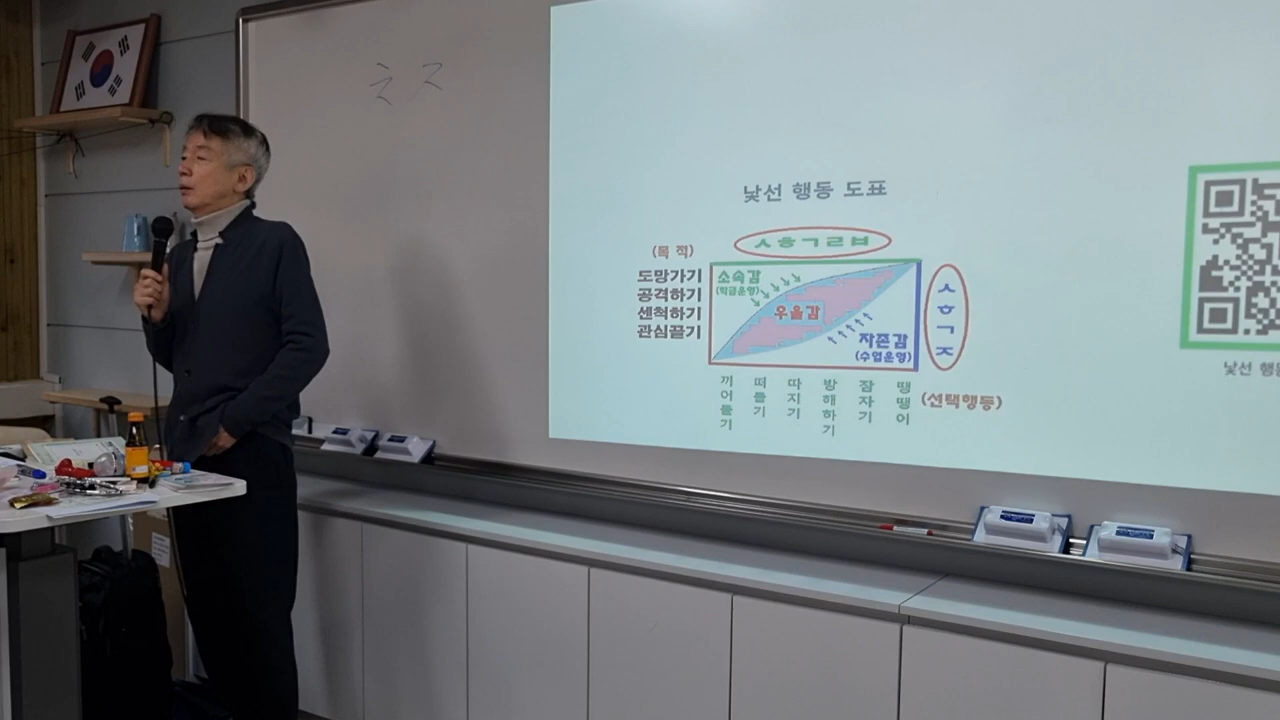 ㅊ ㅈ
낯선 행동 도표
ㅅㅎㄱㄹㅂ
(목 적)
도망가기
공격하기
센척하기
관심끌기
소속감
(학급운영)
우울감
자존감
(수업운영)
ㅅ
ㅎ
ㄱ
ㅈ
끼어들기
떠들기
따지기
방해하기
잠자기
땡땡이
(선택행동)
낯선 행동